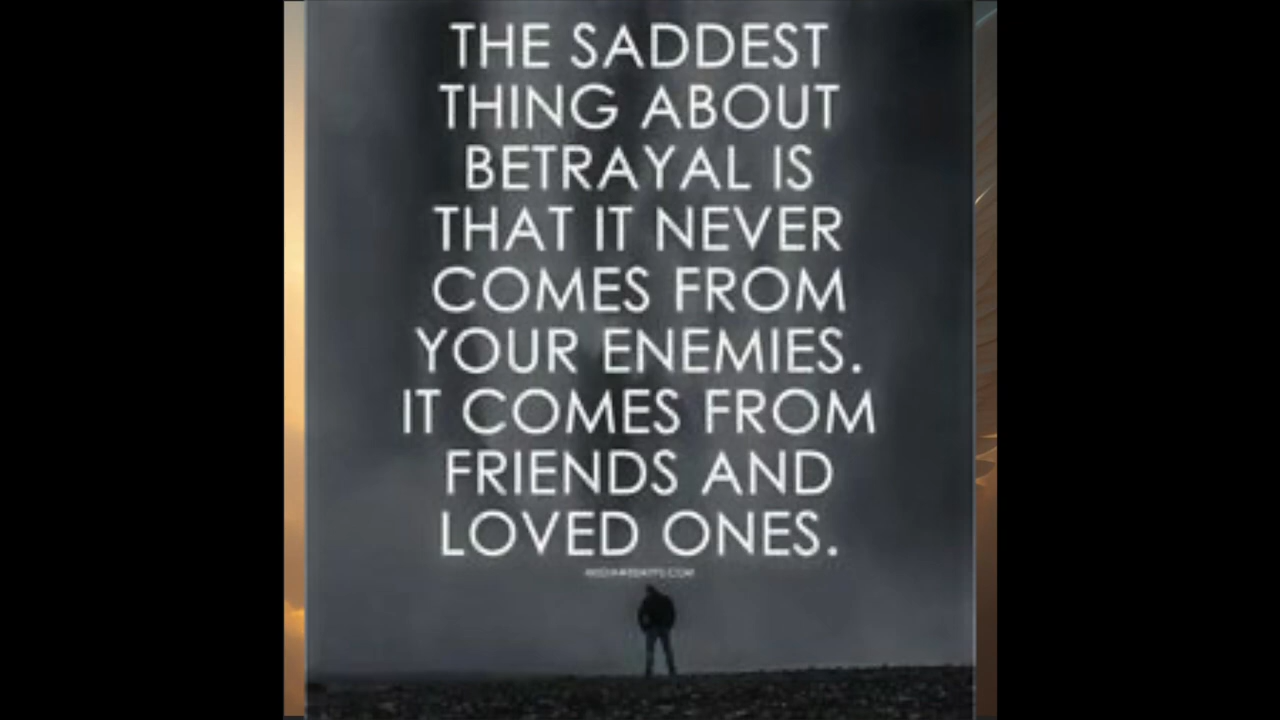 THE SADDEST
THING ABOUT
BETRAYAL IS
THAT IT NEVER
COMES FROM
YOUR ENEMIES.
IT COMES FROM
FRIENDS AND
LOVED ONES.